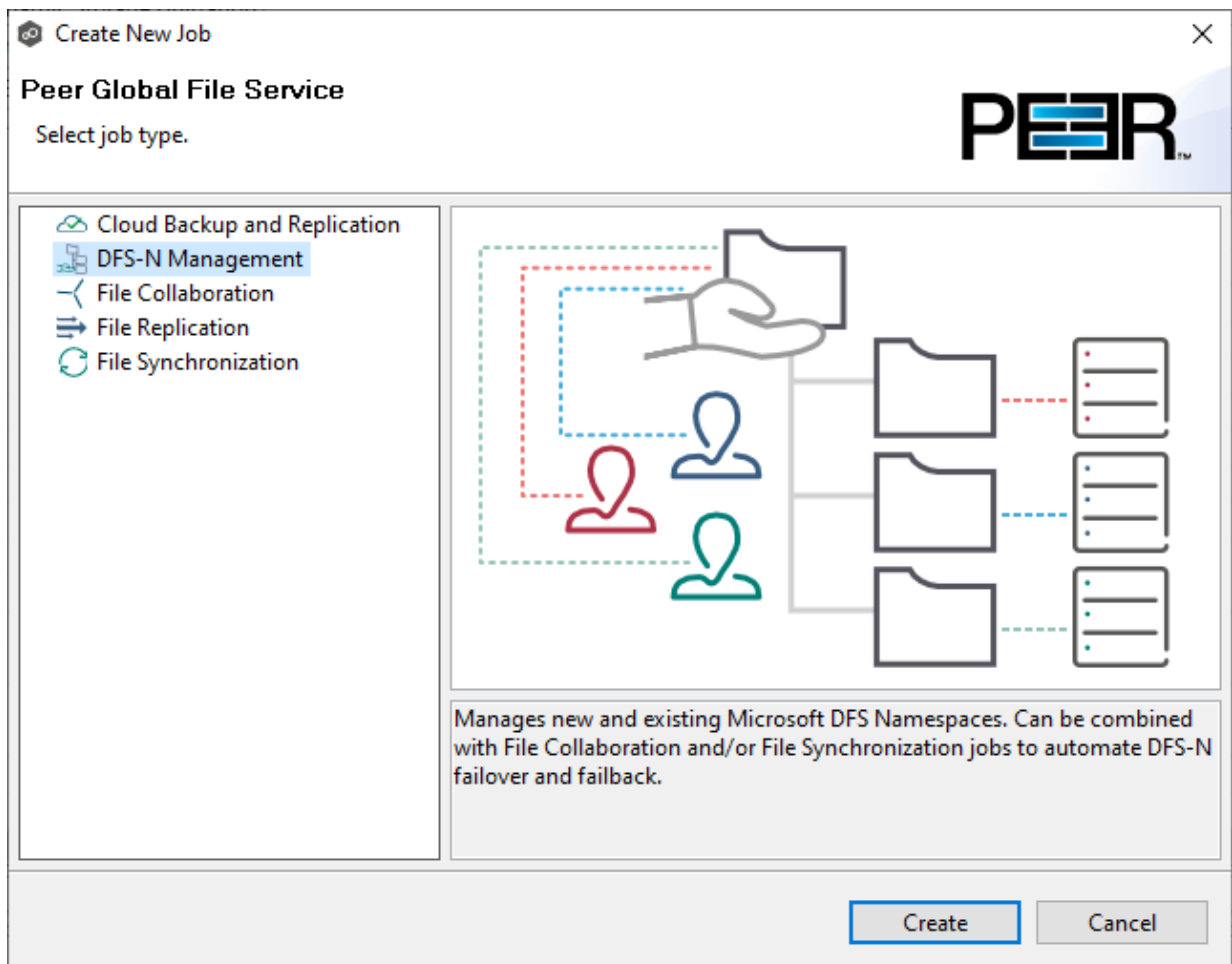 Create New Job
Peer Global File Service
Select job type.
PEER™
Cloud Backup and Replication
DFS-N Management
File Collaboration
File Replication
File Synchronization
Manages new and existing Microsoft DFS Namespaces. Can be combined
with File Collaboration and/or File Synchronization jobs to automate DFS-N
failover and failback.
Create
Cancel